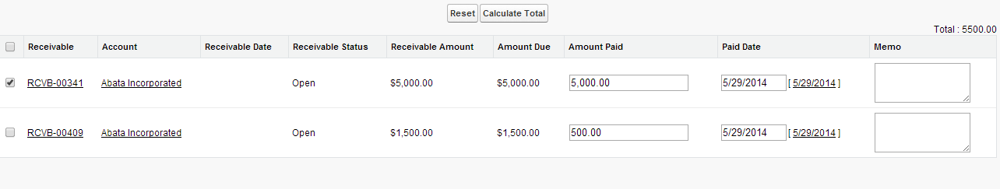 Reset Calculate Total
Total : 5500.00
Receivable Account Receivable Date Receivable Status Receivable Amount Amount Due Amount Paid Paid Date Memo
RCVB-00341 Abata Incorporated Open $5,000.00 $5,000.00 5,000.00 5/29/2014 [ 5/29/2014 ]
RCVB-00409 Abata Incorporated Open $1,500.00 $1,500.00 500.00 5/29/2014 [ 5/29/2014 ]